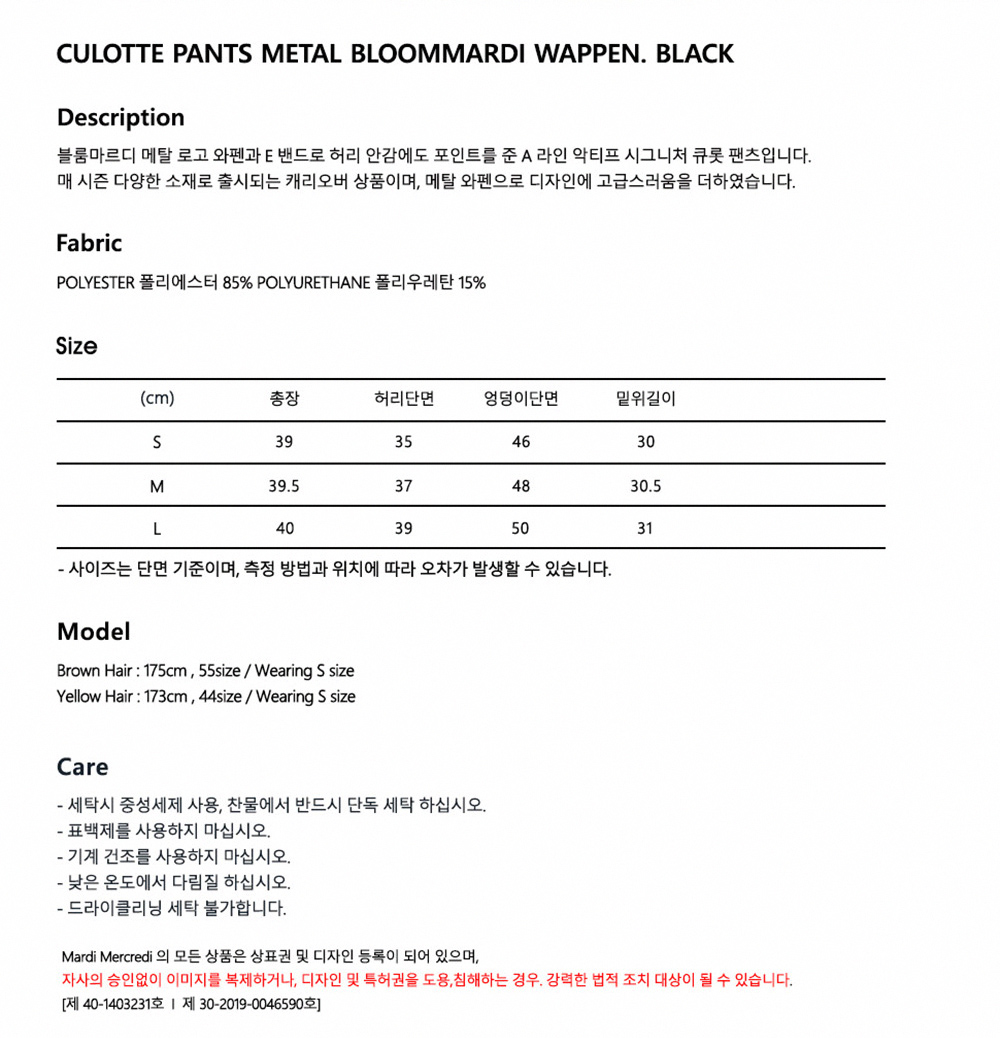 CULOTTE PANTS METAL BLOOMMARDI WAPPEN. BLACK
Description
블룸마르디 메탈 로고 와펜과 E 밴드로 허리 안감에도 포인트를 준 A 라인 악티프 시그니처 큐롯 팬츠입니다.
매 시즌 다양한 소재로 출시되는 캐리오버 상품이며, 메탈 와펜으로 디자인에 고급스러움을 더하였습니다.
Fabric
POLYESTER 폴리에스터 85% POLYURETHANE 폴리우레탄 15%
Size
(cm) 총장 허리단면 엉덩이단면 밑위길이
S 39 35 46 30
M 39.5 37 48 30.5
L 40 39 50 31
- 사이즈는 단면 기준이며, 측정 방법과 위치에 따라 오차가 발생할 수 있습니다.
Model
Brown Hair : 175cm , 55size / Wearing S size
Yellow Hair : 173cm , 44size / Wearing S size
Care
- 세탁시 중성세제 사용, 찬물에서 반드시 단독 세탁 하십시오.
- 표백제를 사용하지 마십시오.
- 기계 건조를 사용하지 마십시오.
- 낮은 온도에서 다림질 하십시오.
- 드라이클리닝 세탁 불가합니다.
Mardi Mercredi 의 모든 상품은 상표권 및 디자인 등록이 되어 있으며,
자사의 승인없이 이미지를 복제하거나, 디자인 및 특허권을 도용,침해하는 경우. 강력한 법적 조치 대상이 될 수 있습니다.
[제 40-1403231호 ㅣ 제 30-2019-0046590호]